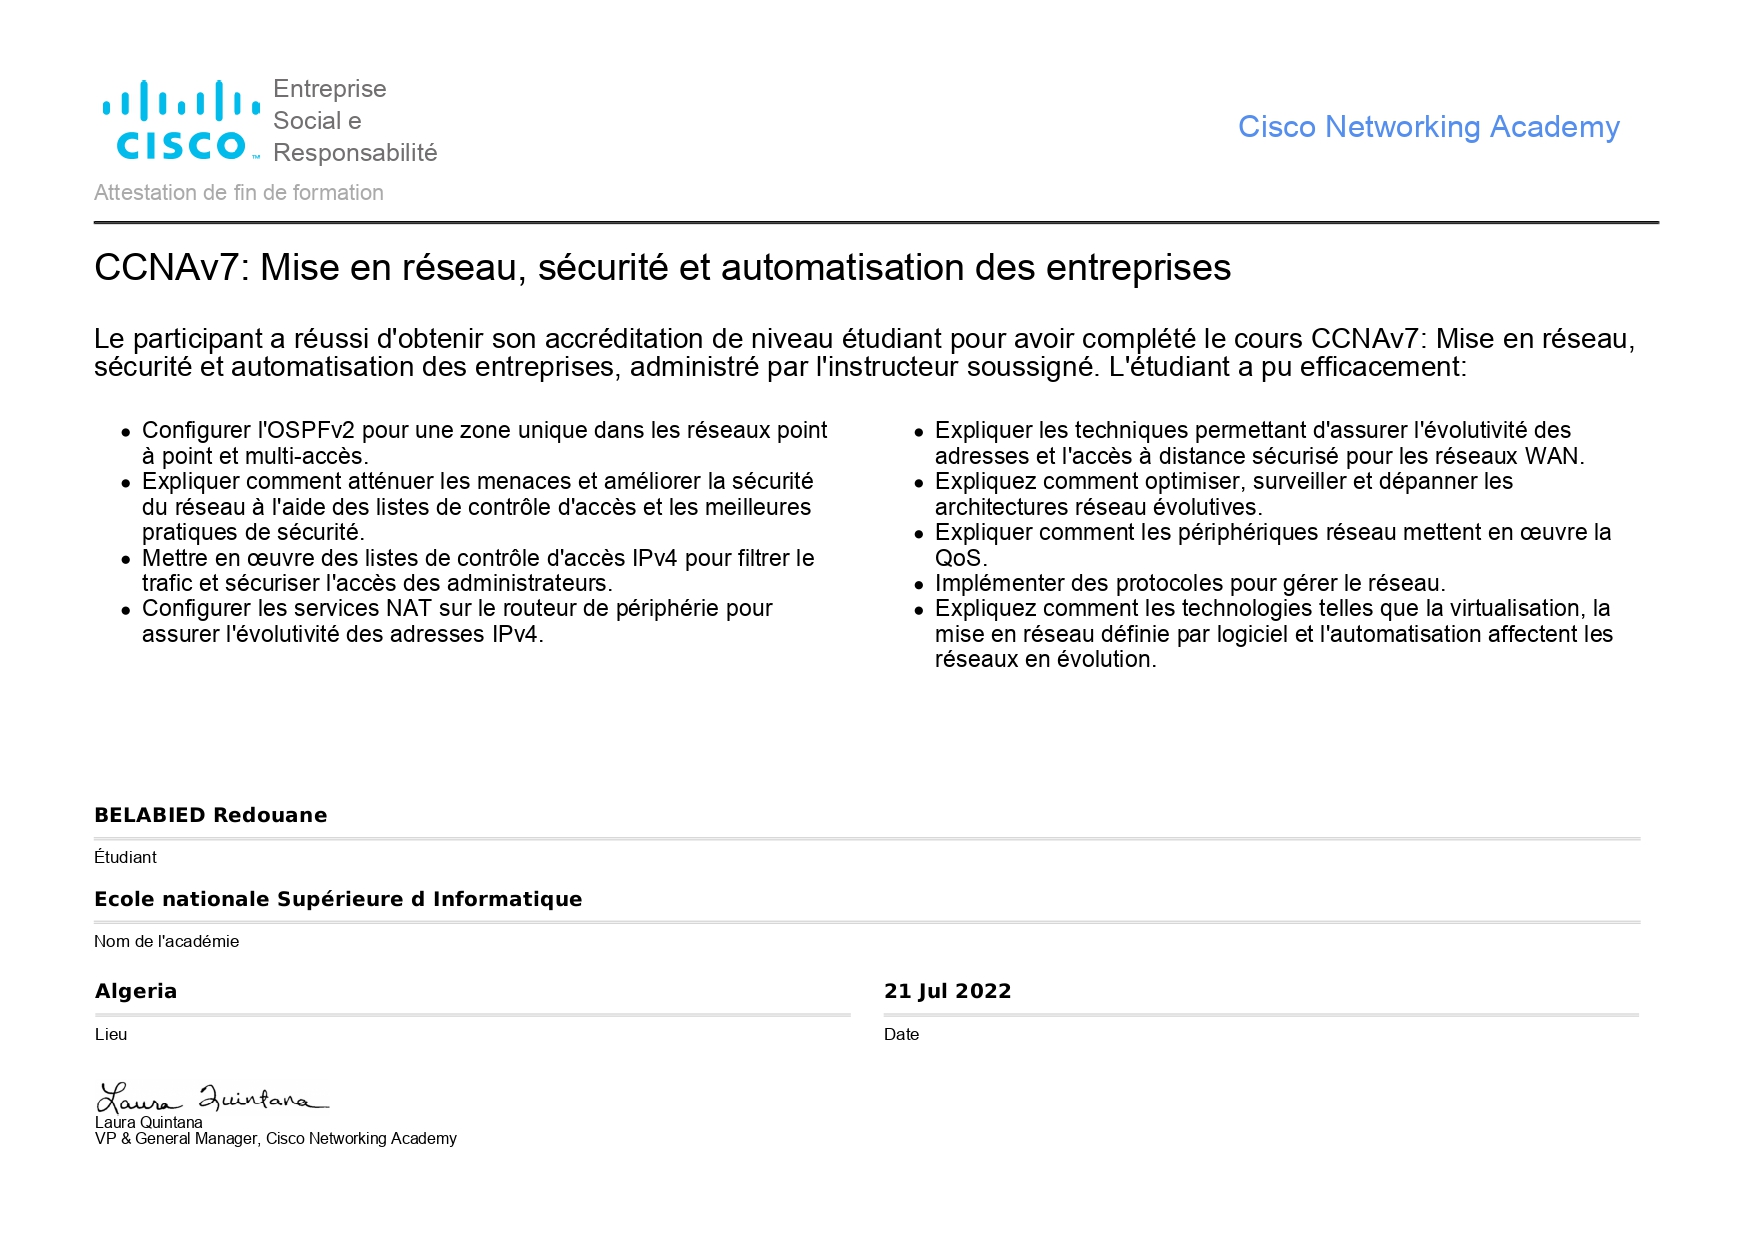 CISCO
Entreprise
Social e
Responsabilité
Cisco Networking Academy
Attestation de fin de formation
CCNAv7: Mise en réseau, sécurité et automatisation des entreprises
Le participant a réussi d'obtenir son accréditation de niveau étudiant pour avoir complété le cours CCNAv7: Mise en réseau,
sécurité et automatisation des entreprises, administré par l'instructeur soussigné. L'étudiant a pu efficacement:
• Configurer l'OSPFv2 pour une zone unique dans les réseaux point
à point et multi-accès.
• Expliquer comment atténuer les menaces et améliorer la sécurité
du réseau à l'aide des listes de contrôle d'accès et les meilleures
pratiques de sécurité.
• Mettre en œuvre des listes de contrôle d'accès IPv4 pour filtrer le
trafic et sécuriser l'accès des administrateurs.
• Configurer les services NAT sur le routeur de périphérie pour
assurer l'évolutivité des adresses IPv4.
• Expliquer les techniques permettant d'assurer l'évolutivité des
adresses et l'accès à distance sécurisé pour les réseaux WAN.
• Expliquez comment optimiser, surveiller et dépanner les
architectures réseau évolutives.
• Expliquer comment les périphériques réseau mettent en œuvre la
QoS.
• Implémenter des protocoles pour gérer le réseau.
• Expliquez comment les technologies telles que la virtualisation, la
mise en réseau définie par logiciel et l'automatisation affectent les
réseaux en évolution.
BELABIED Redouane
Étudiant
Ecole nationale Supérieure d Informatique
Nom de l'académie
Algeria
Lieu
21 Jul 2022
Date
Laura Quintana
Laura Quintana
VP & General Manager, Cisco Networking Academy